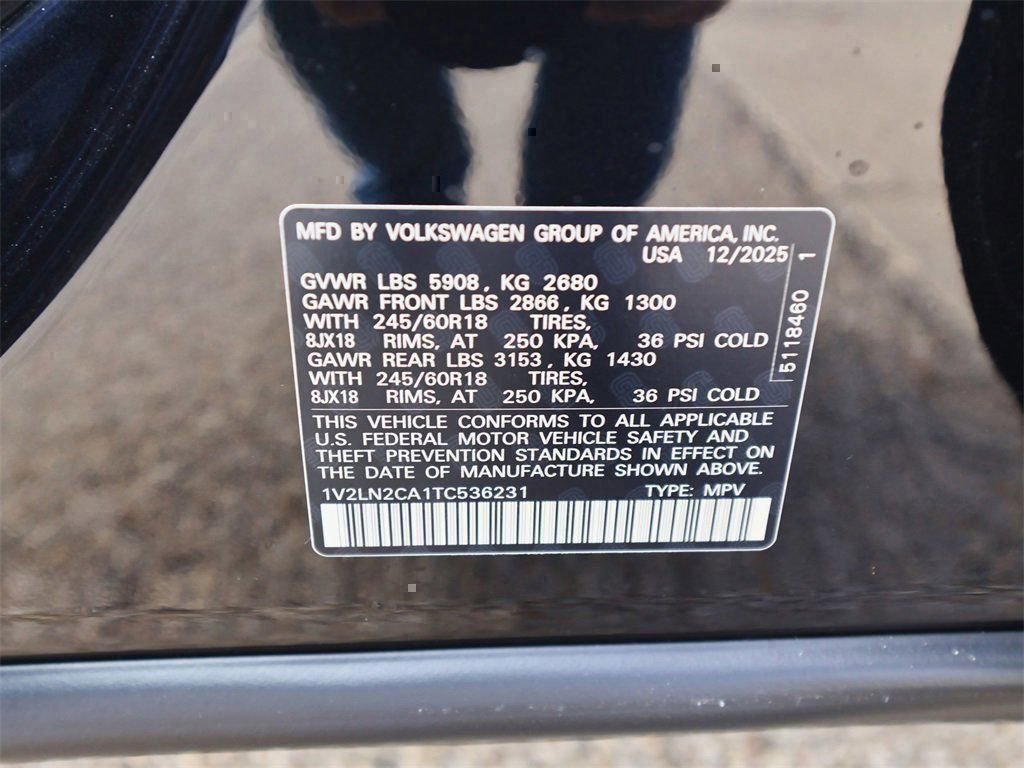 MFD BY VOLKSWAGEN GROUP OF AMERICA, INC.
USA 12/2025
GVWR LBS 5908, KG 2680
GAWR FRONT LBS 2866, KG 1300
WITH 245/60R18 TIRES,
8JX18 RIMS, AT 250 KPA, 36 PSI COLD
GAWR REAR LBS 3153, KG 1430
WITH 245/60R18 TIRES,
8JX18 RIMS, AT 250 KPA, 36 PSI COLD
THIS VEHICLE CONFORMS TO ALL APPLICABLE
U.S. FEDERAL MOTOR VEHICLE SAFETY AND
THEFT PREVENTION STANDARDS IN EFFECT ON
THE DATE OF MANUFACTURE SHOWN ABOVE.
1V2LN2CA1TC536231 TYPE: MPV
5118460 1